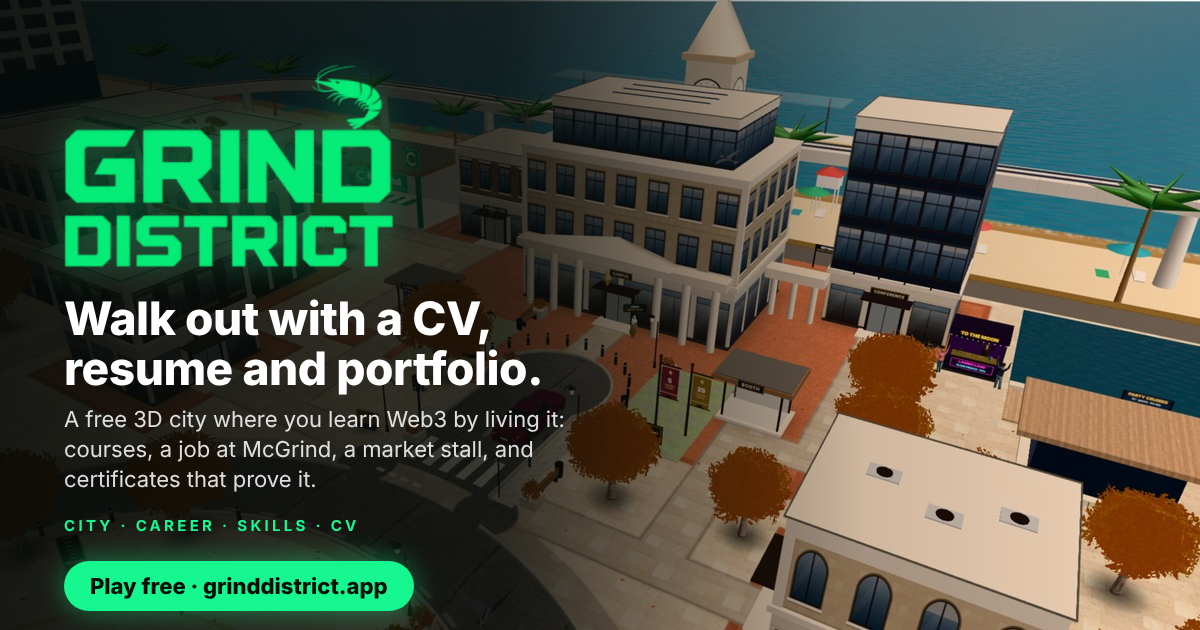 GRIND
DISTRICT
Walk out with a CV,
resume and portfolio.
A free 3D city where you learn Web3 by living it:
courses, a job at McGrind, a market stall, and
certificates that prove it.
CITY · CAREER · SKILLS · CV
Play free · grinddistrict.app
CONFERENCE
TO THE MOON
BOOTH
PARTY CRUISES